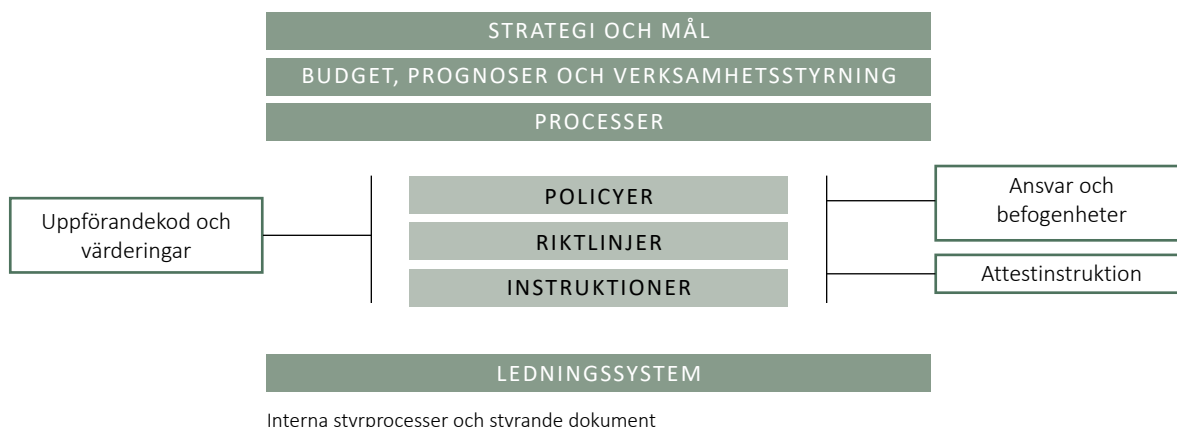 STRATEGI OCH MÅL
BUDGET, PROGNOSER OCH VERKSAMHETSSTYRNING
PROCESSER
Uppförandekod och
värderingar
POLICYER
RIKTLINJER
INSTRUKTIONER
Ansvar och
befogenheter
Attestinstruktion
LEDNINGSSYSTEM
Interna styrprocesser och styrande dokument